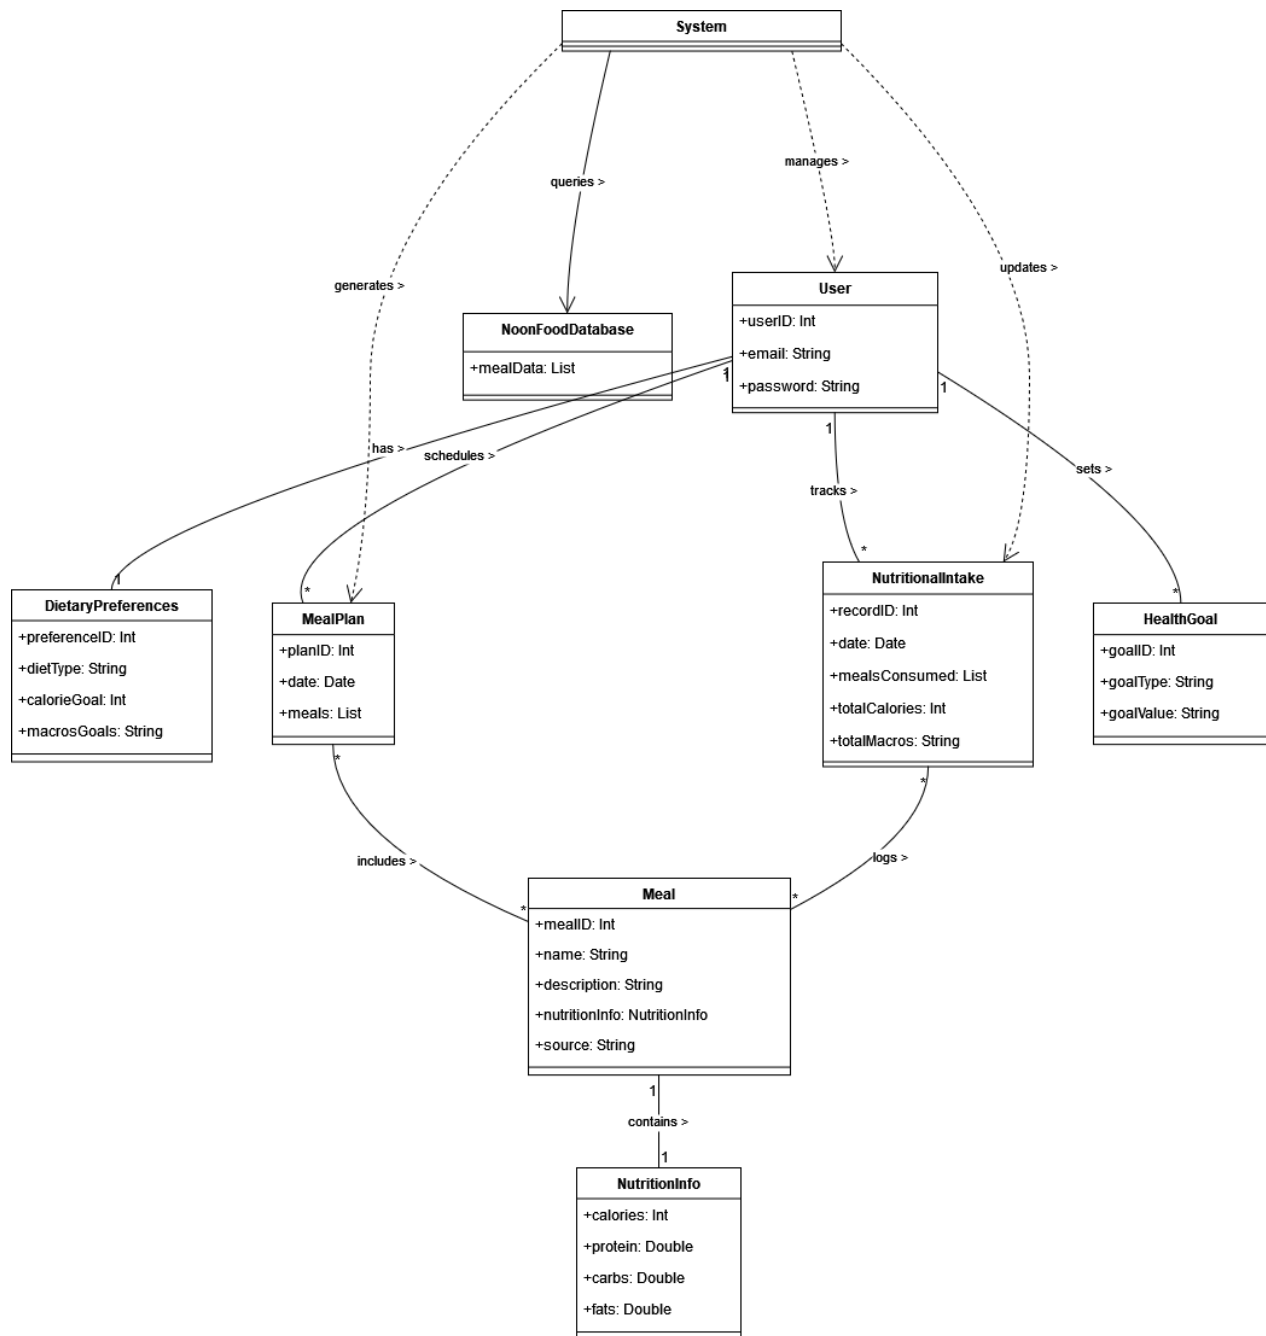 System
queries >
manages >
generates >
updates >
User
+userID: Int
+email: String
+password: String
NoonFoodDatabase
+mealData: List
1
1
1
1
has >
schedules >
tracks >
sets >
1
*
*
*
DietaryPreferences
+preferenceID: Int
+dietType: String
+calorieGoal: Int
+macrosGoals: String
MealPlan
+planID: Int
+date: Date
+meals: List
NutritionalIntake
+recordID: Int
+date: Date
+mealsConsumed: List
+totalCalories: Int
+totalMacros: String
HealthGoal
+goalID: Int
+goalType: String
+goalValue: String
*
*
includes >
logs >
*
*
Meal
+mealID: Int
+name: String
+description: String
+nutritionInfo: NutritionInfo
+source: String
1
contains >
1
NutritionInfo
+calories: Int
+protein: Double
+carbs: Double
+fats: Double